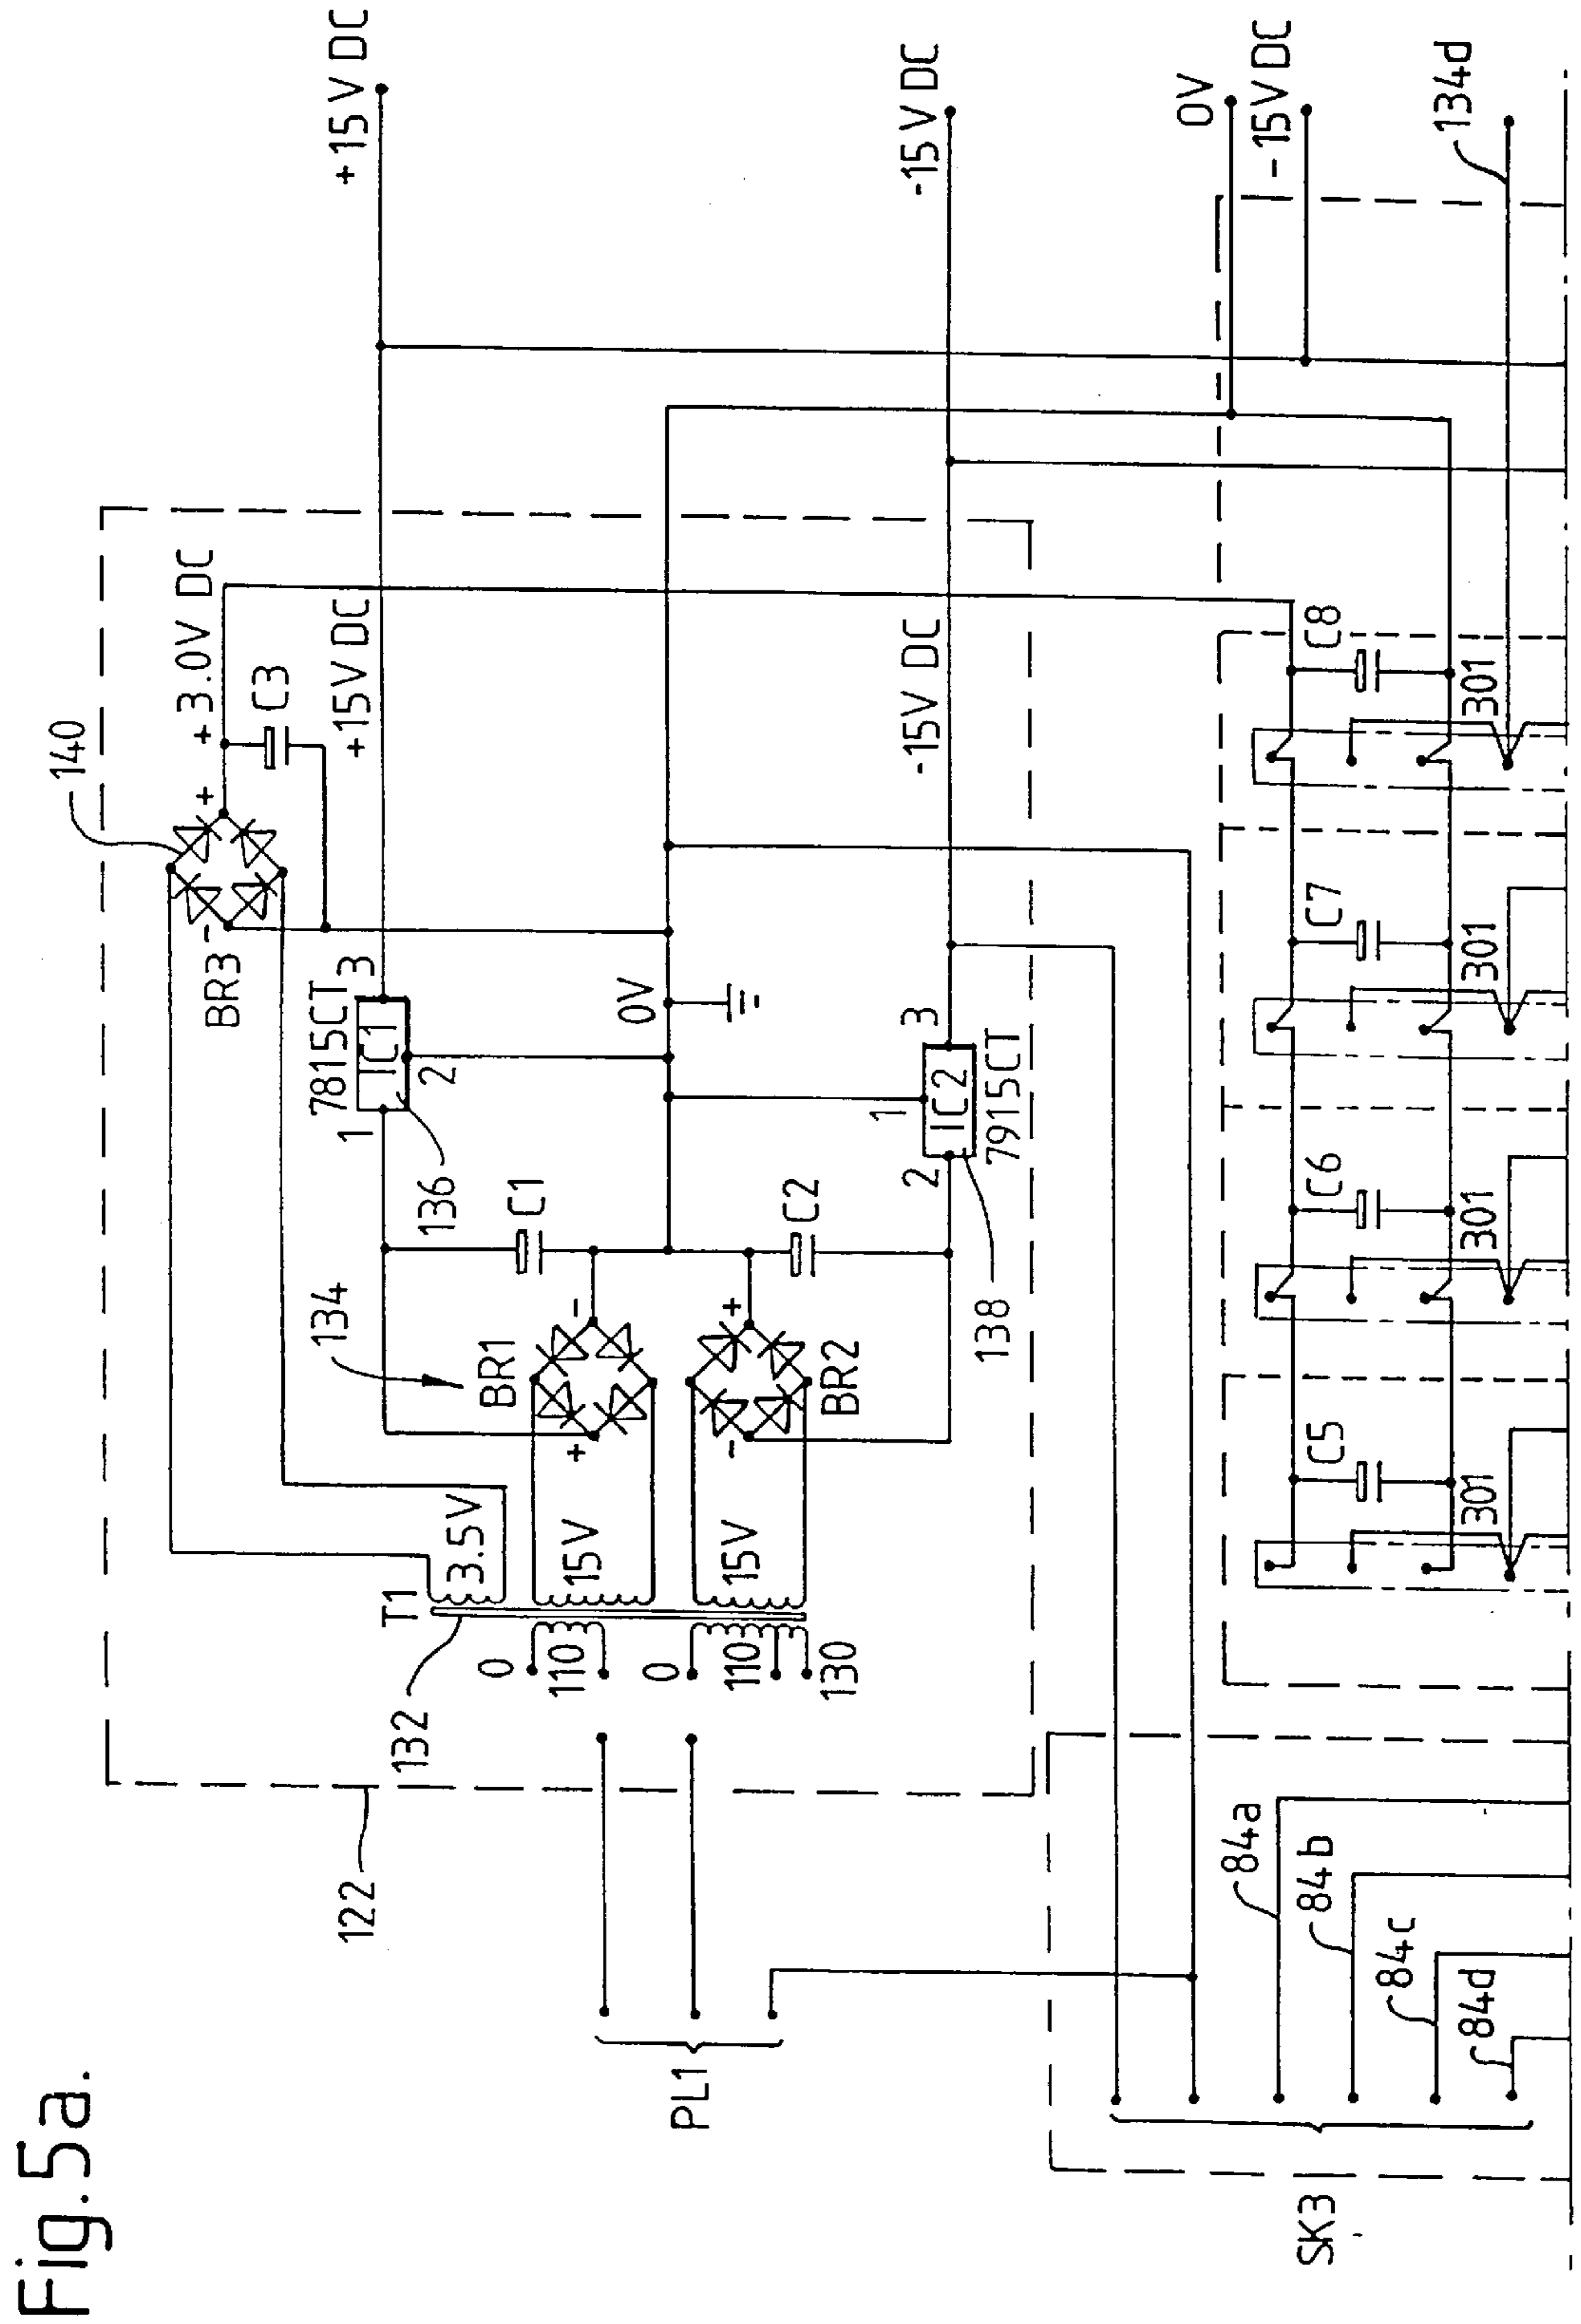 Fig.5a.
122
132
T1
0
110
0
110
130
3.5V
15V
15V
134
BR1
+
-
BR2
-
+
C1
C2
136
138
1
7815CT
IC1
2
3
2
1
IC2
7915CT
3
0V
BR3
-
+
140
C3
+3.0V DC
+15V DC
-15V DC
+15V DC
-15V DC
0V
-15V DC
134d
PL1
SK3
84a
84b
84c
84d
C5
301
C6
301
C7
301
C8
301